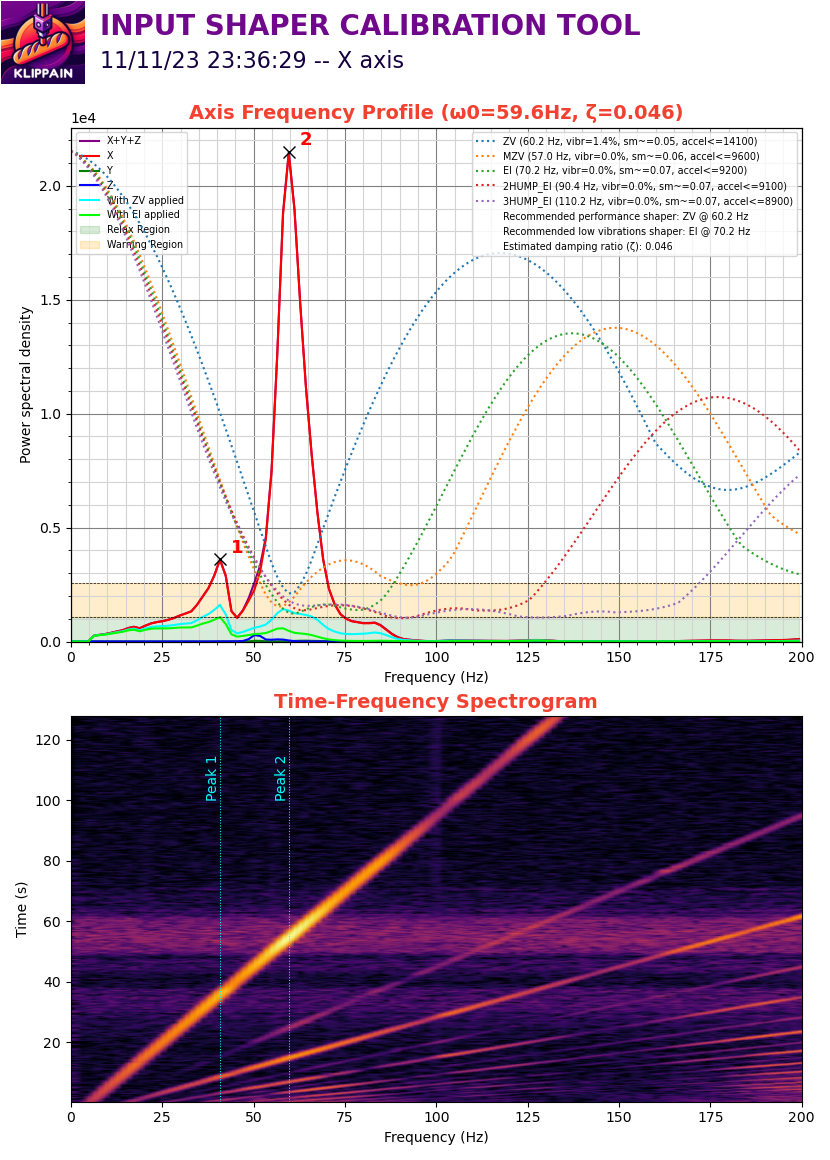 INPUT SHAPER CALIBRATION TOOL
11/11/23 23:36:29 -- X axis
KLIPPAIN
Axis Frequency Profile (ω0=59.6Hz, ζ=0.046)
1e4
X+Y+Z
X
Y
Z
With ZV applied
With EI applied
Relax Region
Warning Region
ZV (60.2 Hz, vibr=1.4%, sm~=0.05, accel<=14100)
MZV (57.0 Hz, vibr=0.0%, sm~=0.06, accel<=9600)
EI (70.2 Hz, vibr=0.0%, sm~=0.07, accel<=9200)
2HUMP_EI (90.4 Hz, vibr=0.0%, sm~=0.07, accel<=9100)
3HUMP_EI (110.2 Hz, vibr=0.0%, sm~=0.07, accel<=8900)
Recommended performance shaper: ZV @ 60.2 Hz
Recommended low vibrations shaper: EI @ 70.2 Hz
Estimated damping ratio (ζ): 0.046
2
1
Power spectral density
2.0
1.5
1.0
0.5
0.0
0 25 50 75 100 125 150 175 200
Frequency (Hz)
Time-Frequency Spectrogram
Peak 1
Peak 2
Time (s)
120
100
80
60
40
20
0 25 50 75 100 125 150 175 200
Frequency (Hz)